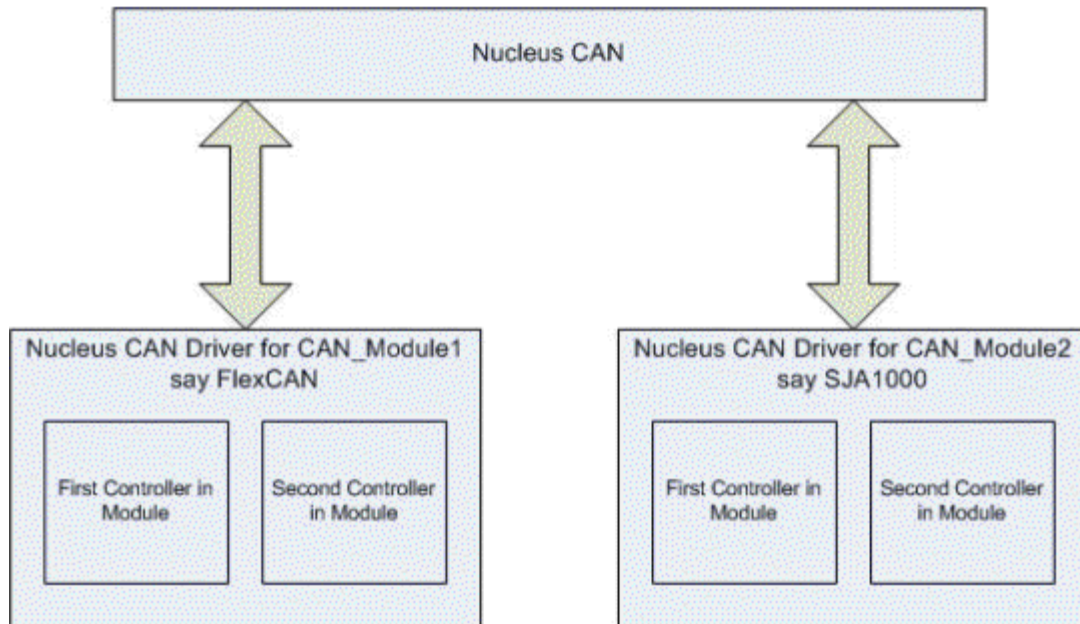 Nucleus CAN
Nucleus CAN Driver for CAN_Module1
say FlexCAN
First Controller in
Module
Second Controller
in Module
Nucleus CAN Driver for CAN_Module2
say SJA1000
First Controller in
Module
Second Controller
in Module